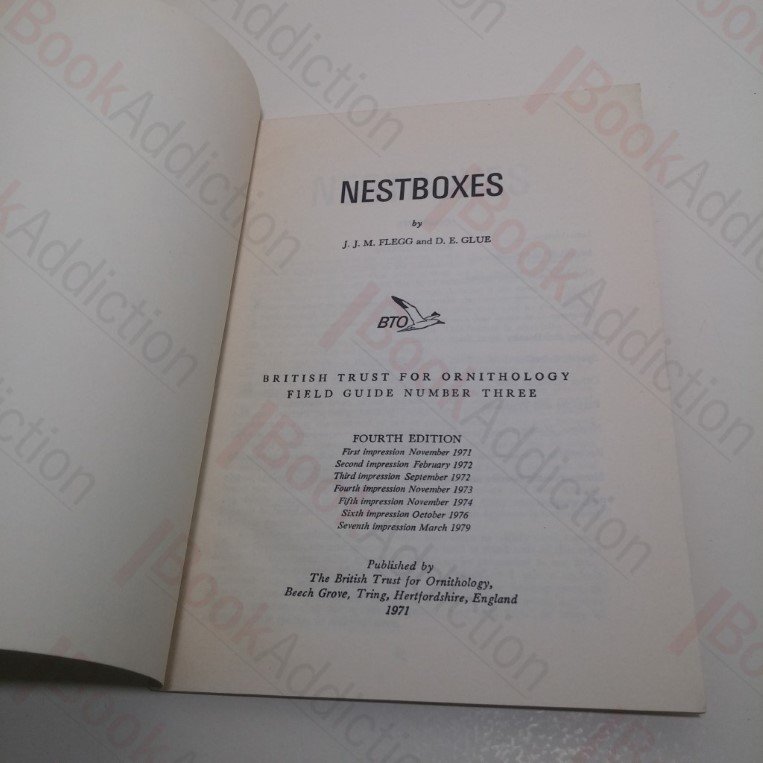 NESTBOXES
by
J. J. M. FLEGG and D. E. GLUE
BTO
BRITISH TRUST FOR ORNITHOLOGY
FIELD GUIDE NUMBER THREE
FOURTH EDITION
First impression November 1971
Second impression February 1972
Third impression September 1972
Fourth impression November 1973
Fifth impression November 1974
Sixth impression October 1976
Seventh impression March 1979
Published by
The British Trust for Ornithology,
Beech Grove, Tring, Hertfordshire, England
1971
BookAddiction